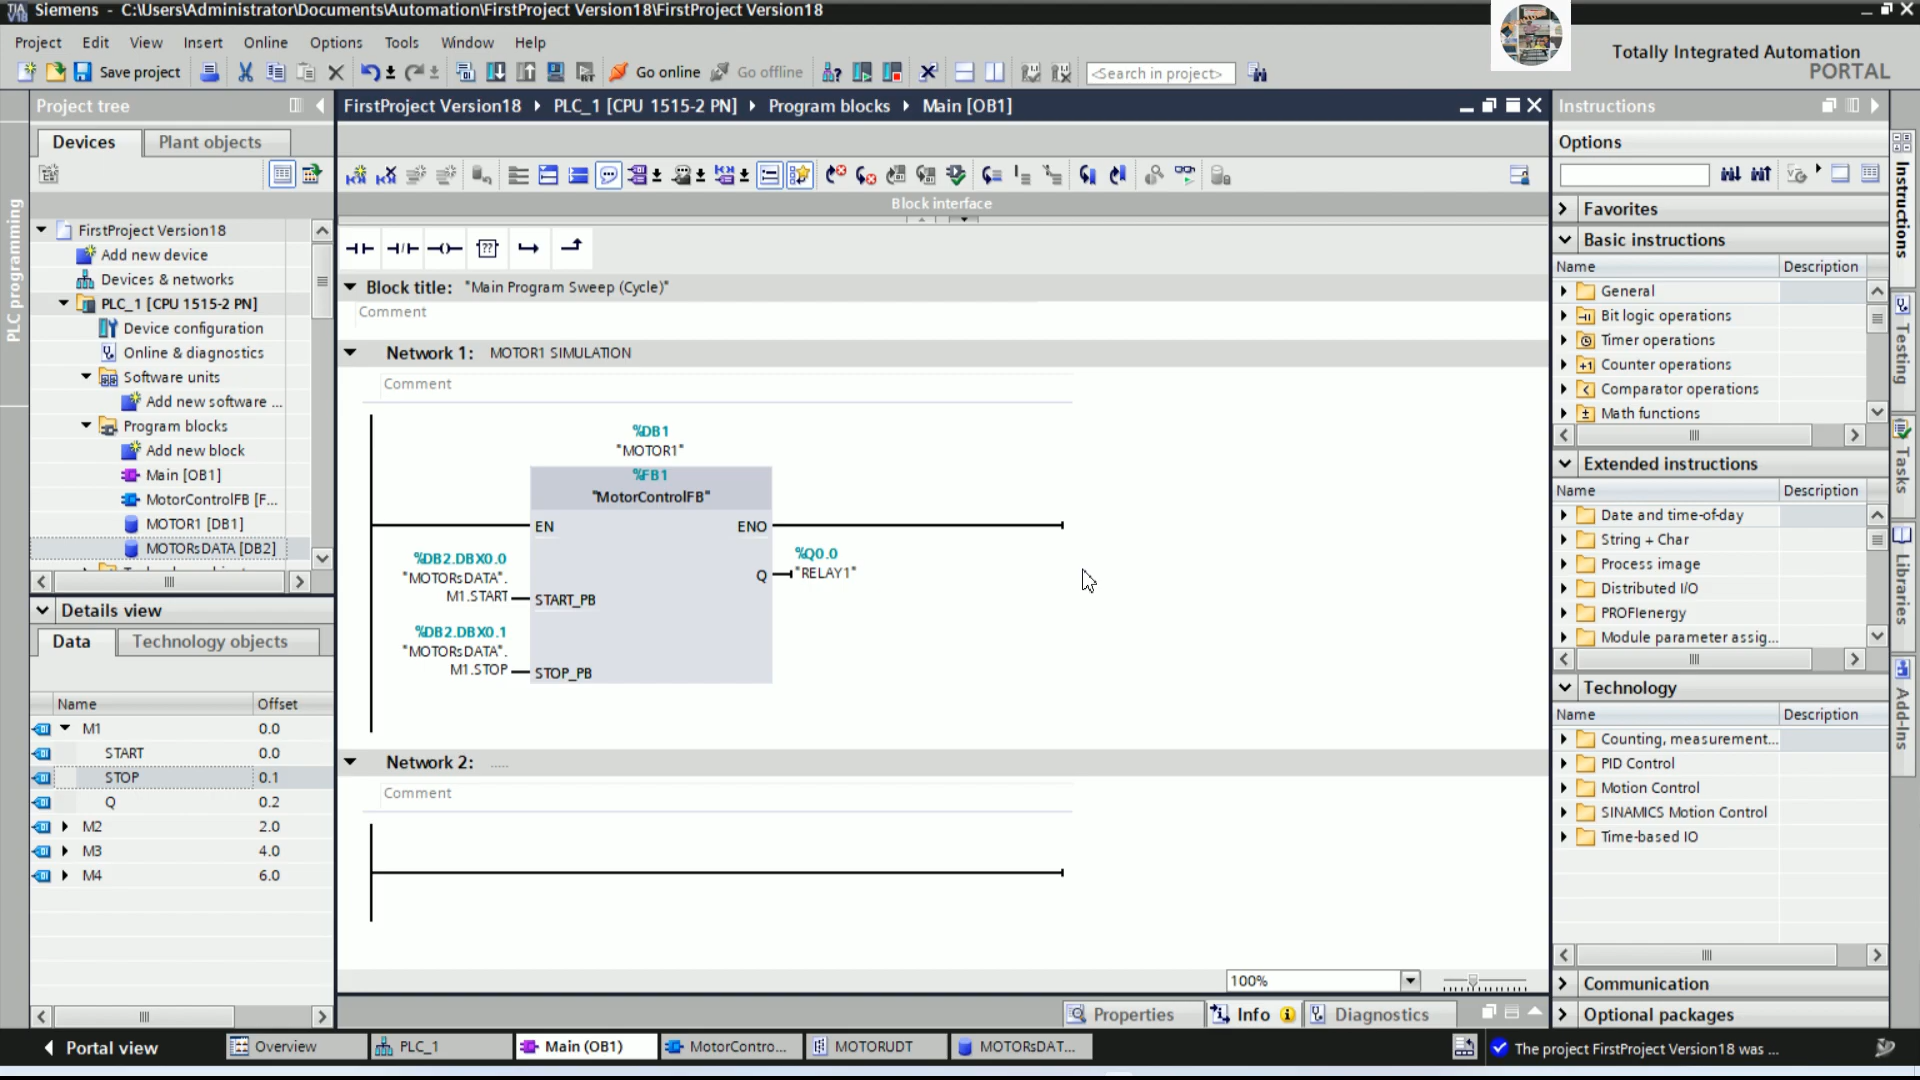 Siemens - C:\Users\Administrator\Documents\Automation\FirstProject Version18\FirstProject Version18
Project Edit View Insert Online Options Tools Window Help
Totally Integrated Automation
PORTAL
Save project
Go online
Go offline
<Search in project>
Project tree
FirstProject Version18 PLC_1 [CPU 1515-2 PN] Program blocks Main [OB1]
Instructions
Devices
Plant objects
Options
Block interface
PLC programming
FirstProject Version18
Add new device
Devices & networks
PLC_1 [CPU 1515-2 PN]
Device configuration
Online & diagnostics
Software units
Add new software ...
Program blocks
Add new block
Main [OB1]
MotorControlFB [F...
MOTOR1 [DB1]
MOTORsDATA [DB2]
Details view
Data
Technology objects
Name Offset
M1 0.0
START 0.0
STOP 0.1
Q 0.2
M2 2.0
M3 4.0
M4 6.0
??
Block title: "Main Program Sweep (Cycle)"
Comment
Network 1: MOTOR1 SIMULATION
Comment
%DB1
"MOTOR1"
%FB1
"MotorControlFB"
EN ENO
%DB2.DBX0.0
"MOTORsDATA".
M1.START
START_PB
%Q0.0
Q "RELAY1"
%DB2.DBX0.1
"MOTORsDATA".
M1.STOP
STOP_PB
Network 2: .....
Comment
100%
Properties
Info
Diagnostics
Favorites
Basic instructions
Name Description
General
Bit logic operations
Timer operations
Counter operations
Comparator operations
Math functions
Extended instructions
Name Description
Date and time-of-day
String + Char
Process image
Distributed I/O
PROFIenergy
Module parameter assig...
Technology
Name Description
Counting, measurement...
PID Control
Motion Control
SINAMICS Motion Control
Time-based IO
Communication
Optional packages
Instructions
Testing
Tasks
Libraries
Add-Ins
Portal view
Overview
PLC_1
Main (OB1)
MotorContro...
MOTORUDT
MOTORsDAT...
The project FirstProject Version18 was ...